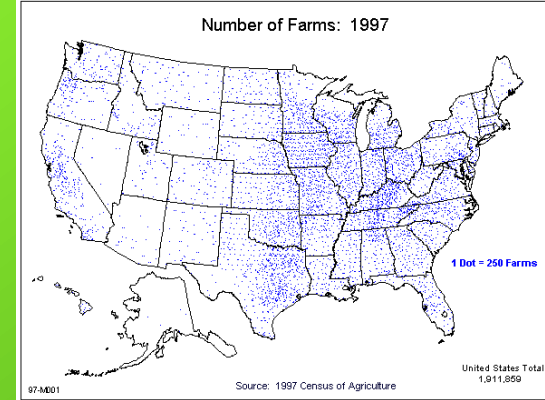 Number of Farms: 1997
1 Dot = 250 Farms
United States Total
1,911,859
97-M001
Source: 1997 Census of Agriculture